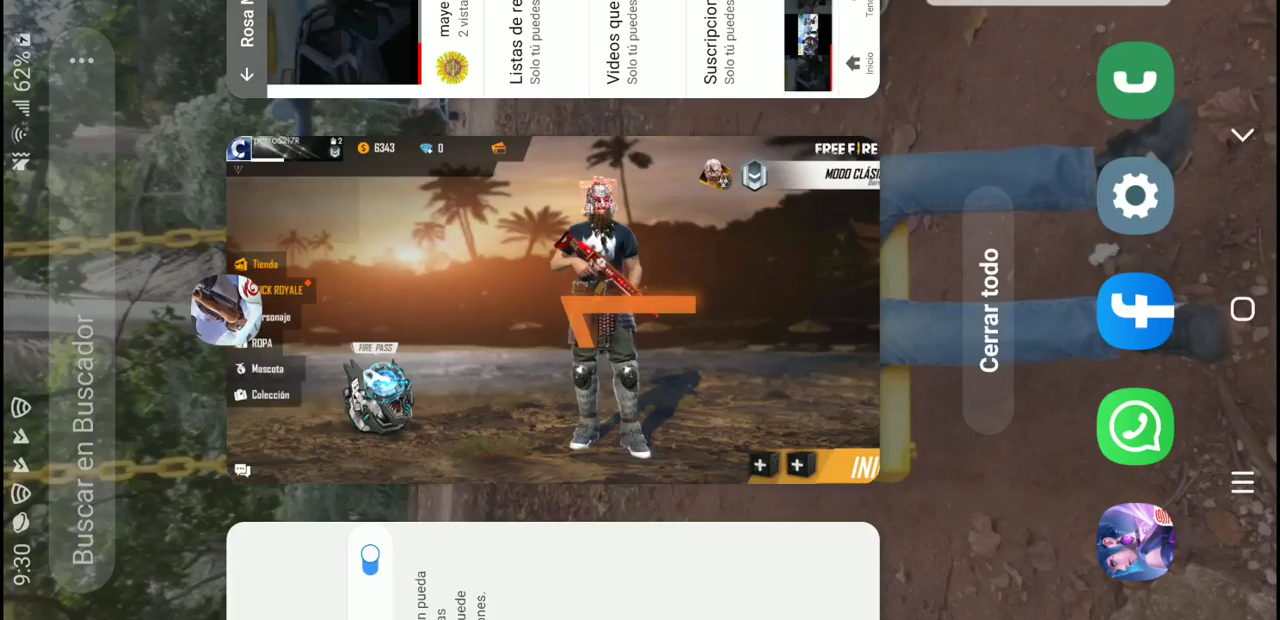 9:30
62%
Buscar en Buscador
Rosa
2 vista
Listas de re
Solo tú puedes
Videos que
Solo tú puedes
Suscripcion
Solo tú puedes
Inicio
6343
0
FREE FIRE
MODO CLÁSI
2
Tienda
UCK ROYALE
rsonaje
ROPA
Mascota
Colección
FIRE PASS
INI
n pueda
as
uede
ones.
Cerrar todo